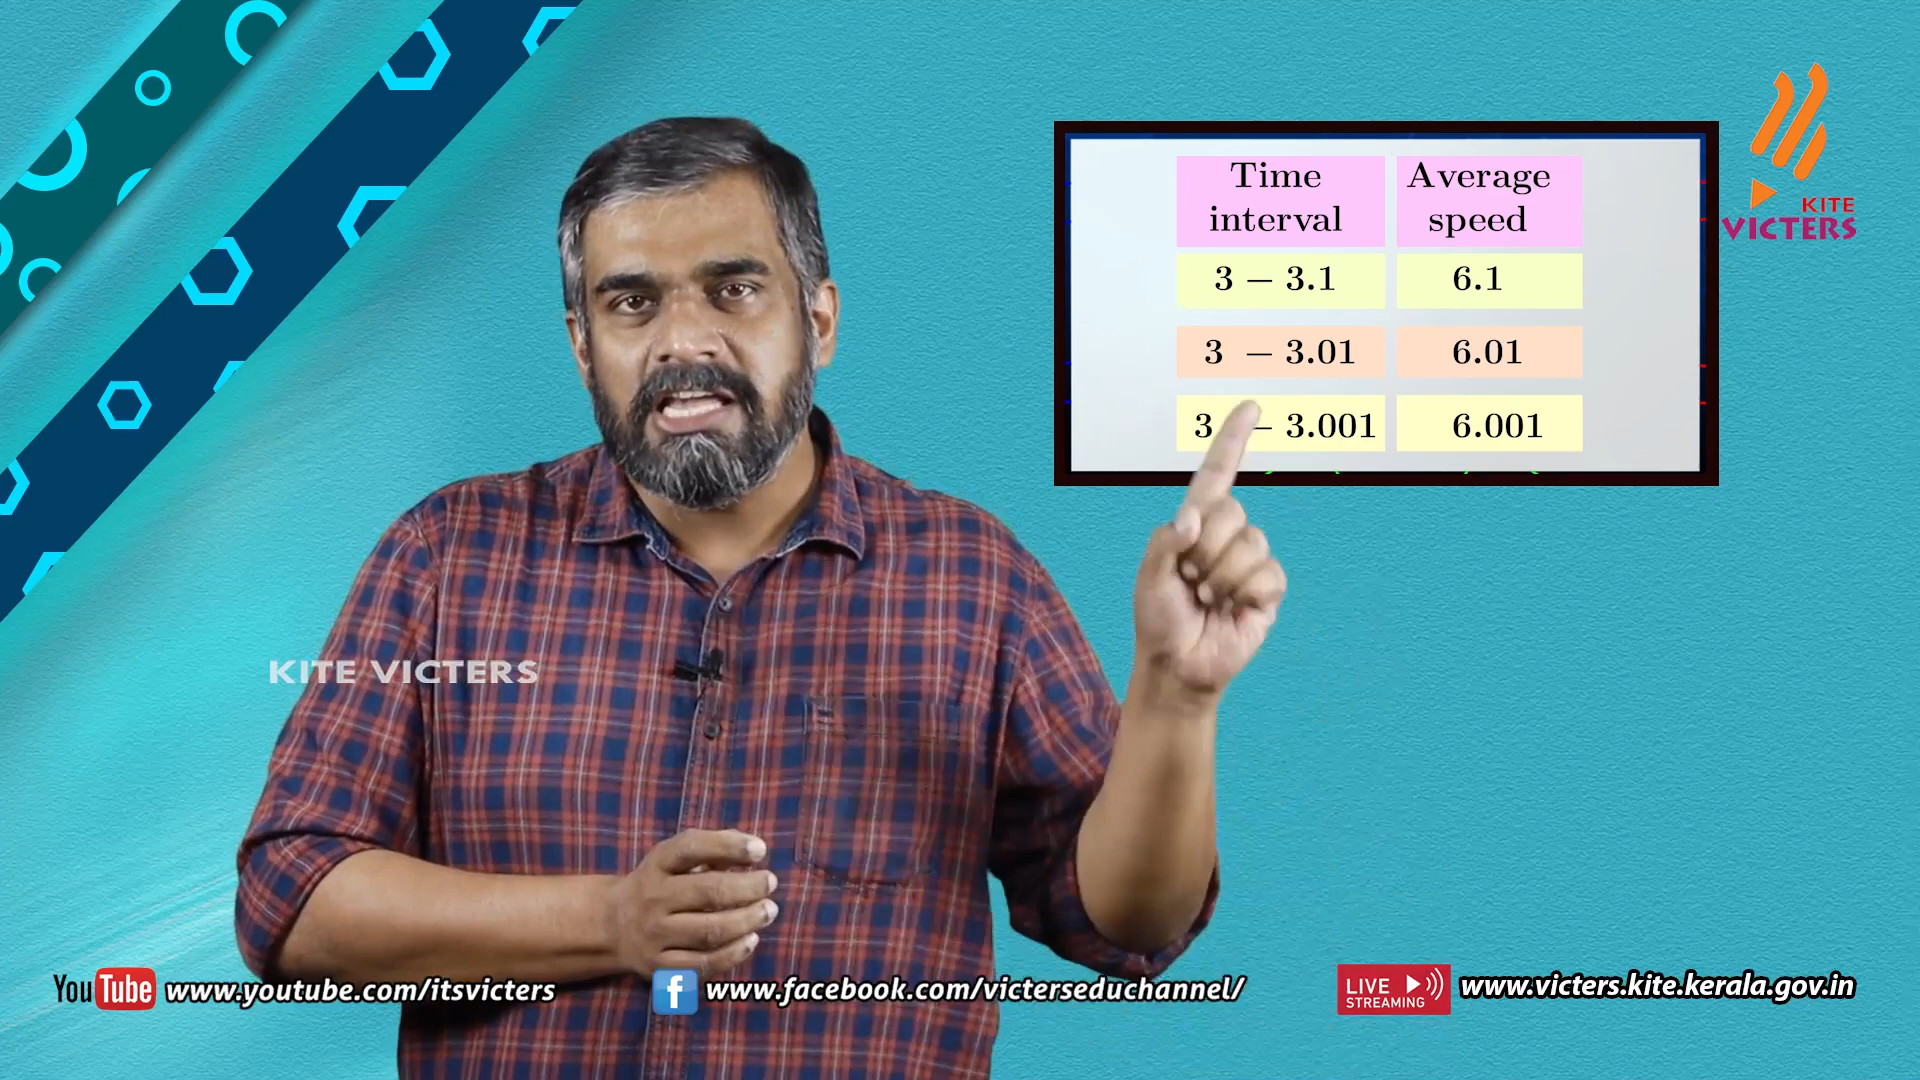 Time interval
Average speed
3 – 3.1
6.1
3 – 3.01
6.01
3 – 3.001
6.001
KITE
VICTERS
KITE VICTERS
YouTube www.youtube.com/itsvicters
f www.facebook.com/victerseduchannel/
LIVE STREAMING www.victers.kite.kerala.gov.in